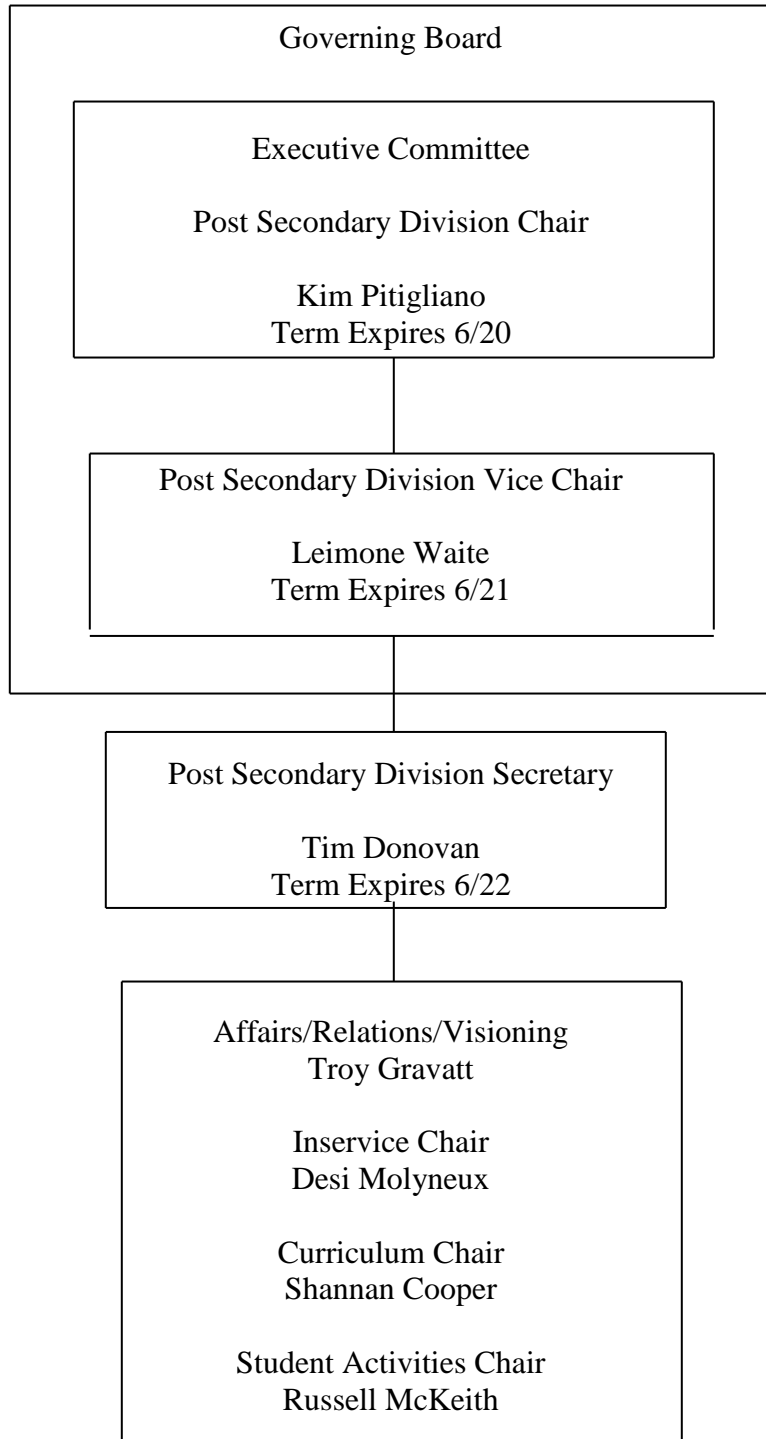 Governing Board
Executive Committee
Post Secondary Division Chair
Kim Pitigliano
Term Expires 6/20
Post Secondary Division Vice Chair
Leimone Waite
Term Expires 6/21
Post Secondary Division Secretary
Tim Donovan
Term Expires 6/22
Affairs/Relations/Visioning
Troy Gravatt
Inservice Chair
Desi Molyneux
Curriculum Chair
Shannan Cooper
Student Activities Chair
Russell McKeith